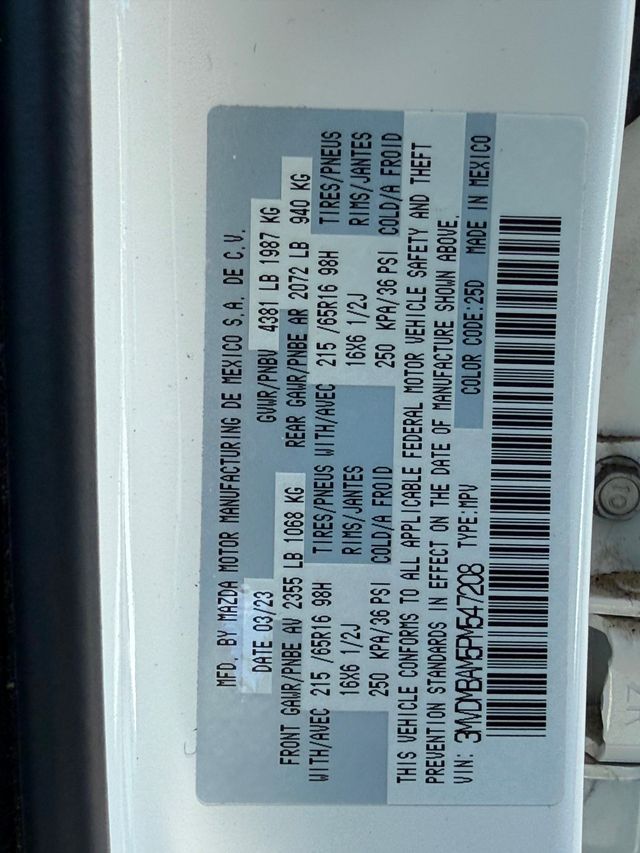 MFD. BY MAZDA MOTOR MANUFACTURING DE MEXICO S.A. DE C.V.
DATE 03/23 GVWR/PNBV 4381 LB 1987 KG
FRONT GAWR/PNBE AV 2355 LB 1068 KG REAR GAWR/PNBE AR 2072 LB 940 KG
WITH/AVEC 215 /65R16 98H TIRES/PNEUS WITH/AVEC 215 /65R16 98H TIRES/PNEUS
16X6 1/2J RIMS/JANTES 16X6 1/2J RIMS/JANTES
250 KPA/36 PSI COLD/A FROID 250 KPA/36 PSI COLD/A FROID
THIS VEHICLE CONFORMS TO ALL APPLICABLE FEDERAL MOTOR VEHICLE SAFETY AND THEFT
PREVENTION STANDARDS IN EFFECT ON THE DATE OF MANUFACTURE SHOWN ABOVE.
VIN: 3MVDMBAM5PM547208 TYPE:MPV COLOR CODE:25D MADE IN MEXICO